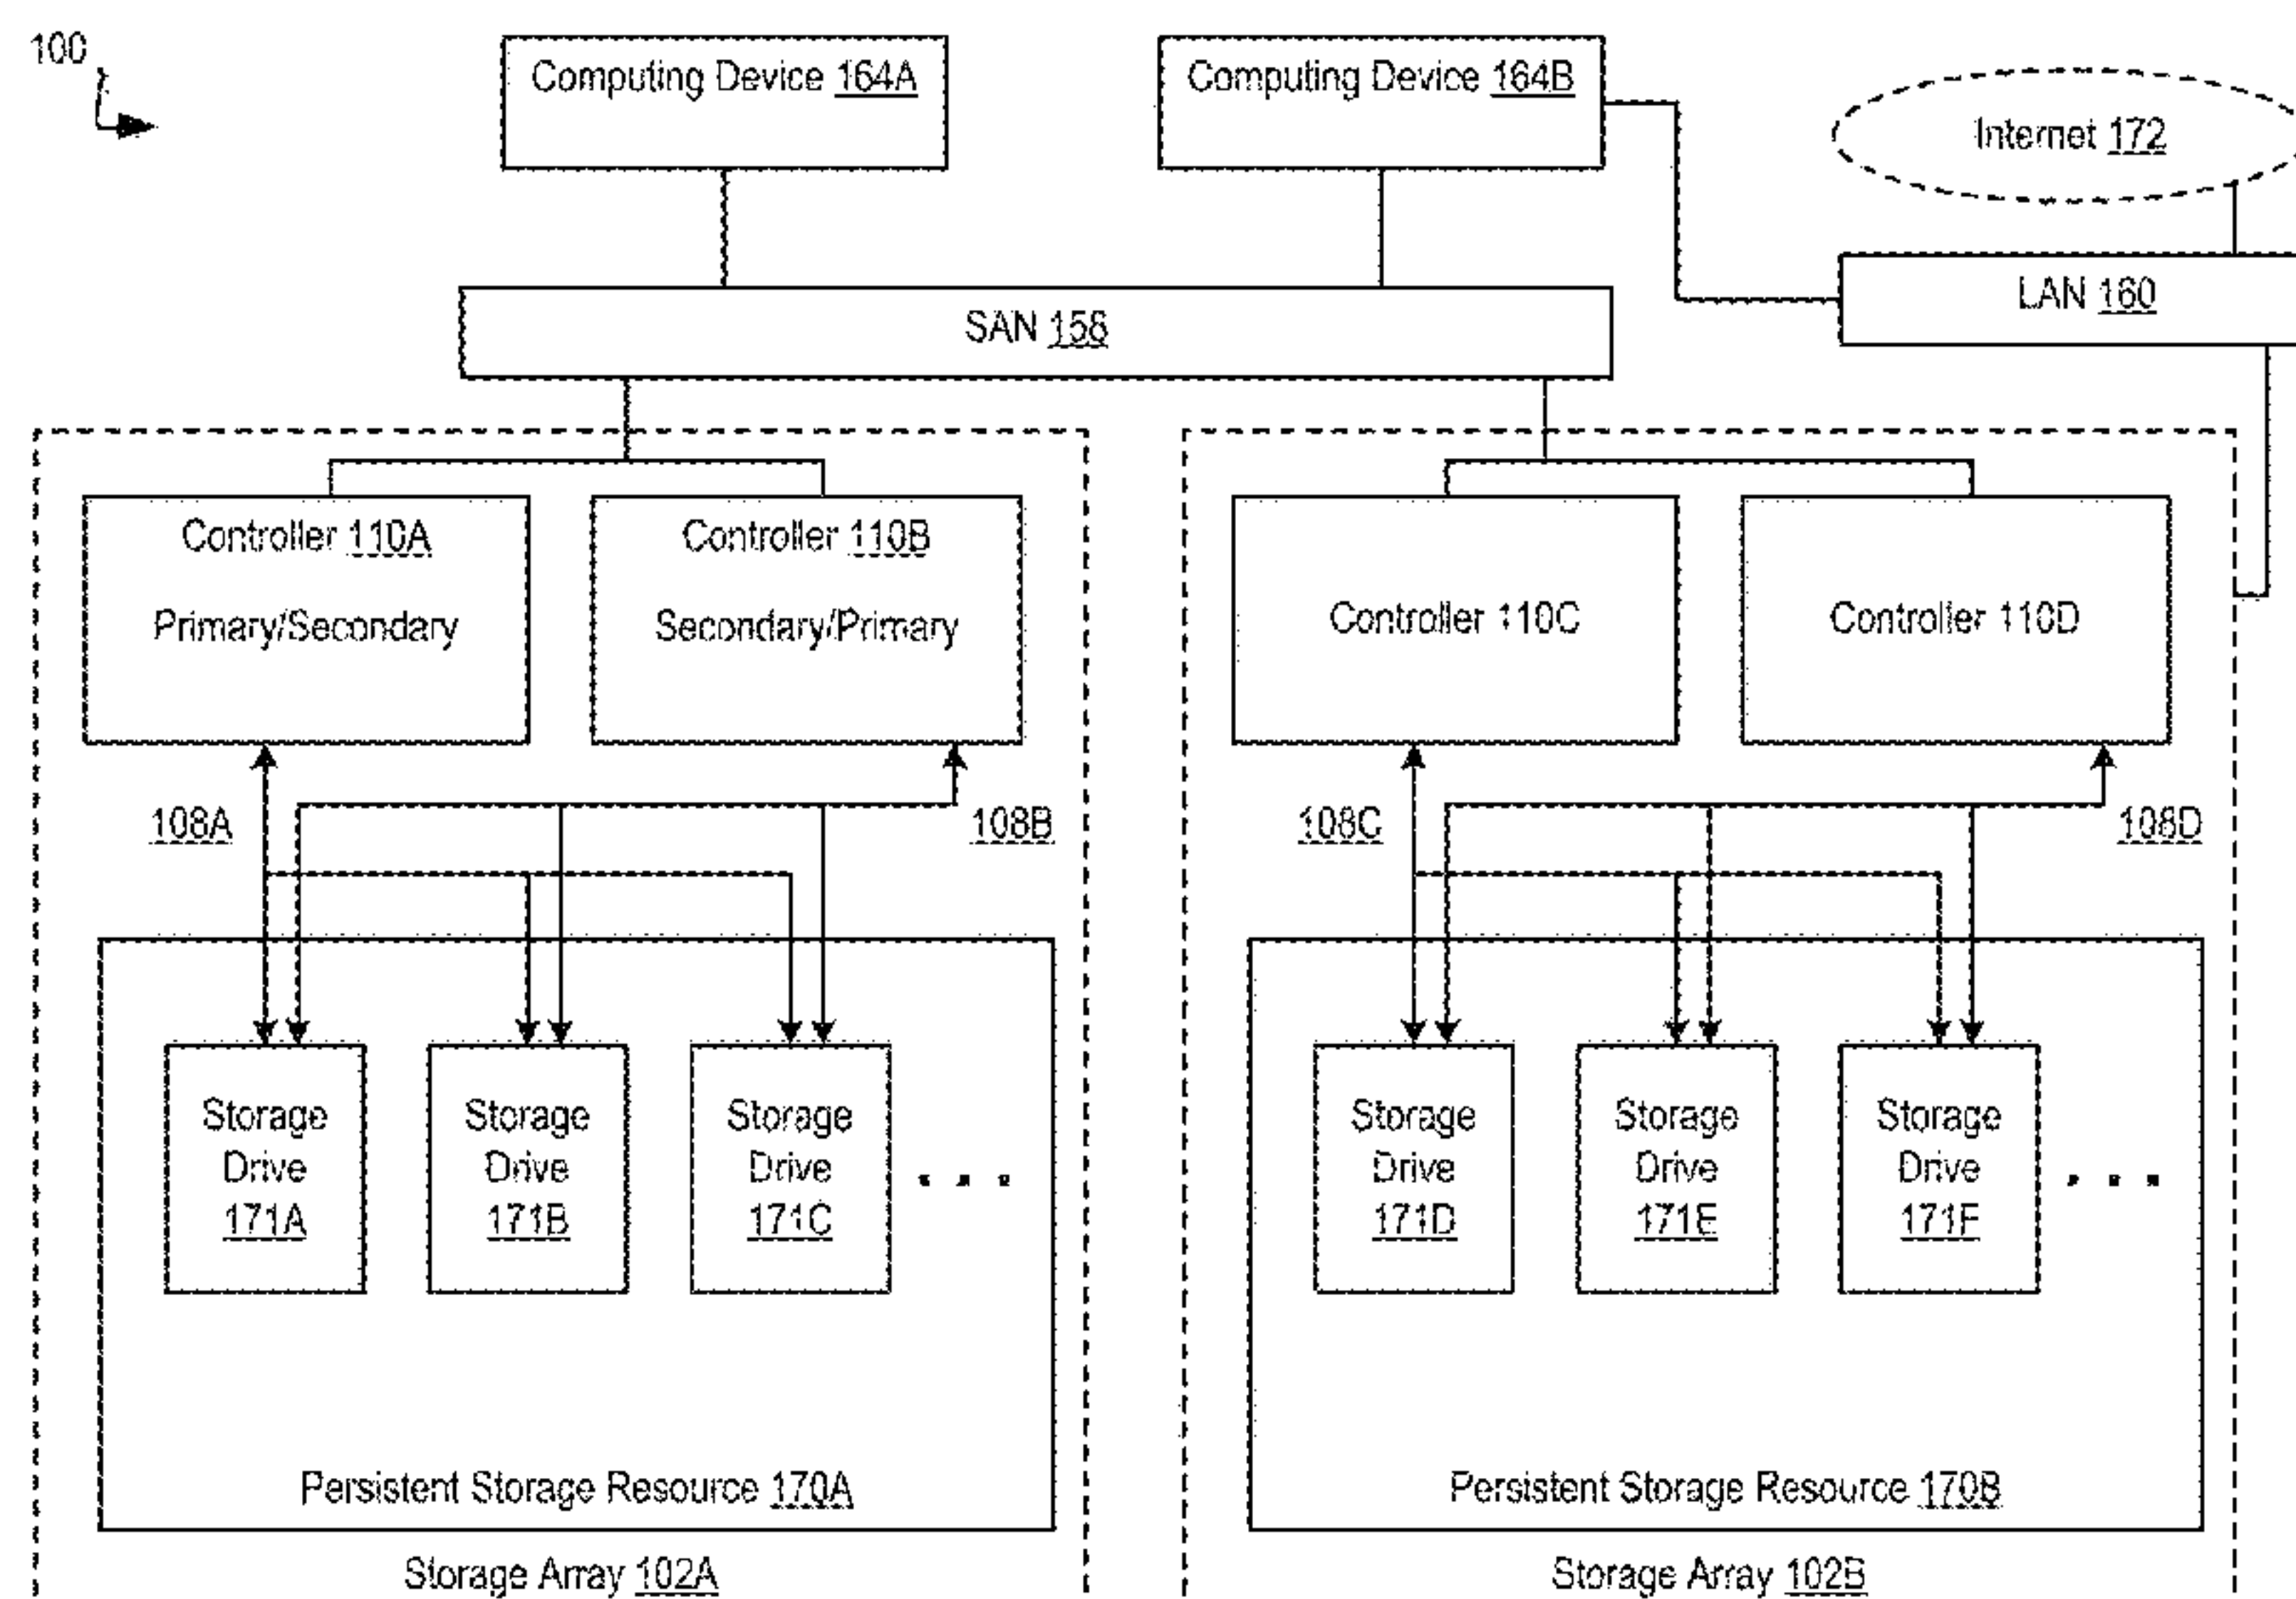 100
Computing Device 164A
Computing Device 164B
Internet 172
LAN 160
SAN 158
Controller 110A
Primary/Secondary
Controller 110B
Secondary/Primary
Controller 110C
Controller 110D
108A
108B
108C
108D
Storage
Drive
171A
Storage
Drive
171B
Storage
Drive
171C
. . .
Storage
Drive
171D
Storage
Drive
171E
Storage
Drive
171F
. . .
Persistent Storage Resource 170A
Persistent Storage Resource 170B
Storage Array 102A
Storage Array 102B